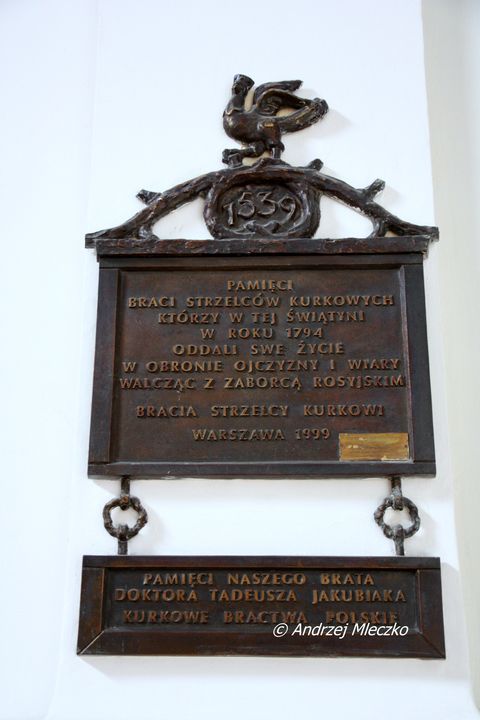 1539
PAMIĘCI
BRACI STRZELCÓW KURKOWYCH
KTÓRZY W TEJ ŚWIĄTYNI
W ROKU 1794
ODDALI SWE ŻYCIE
W OBRONIE OJCZYZNY I WIARY
WALCZĄC Z ZABORCĄ ROSYJSKIM
BRACIA STRZELCY KURKOWI
WARSZAWA 1999
PAMIĘCI NASZEGO BRATA
DOKTORA TADEUSZA JAKUBIAKA
KURKOWE BRACTWA POLSKIE
© Andrzej Mleczko